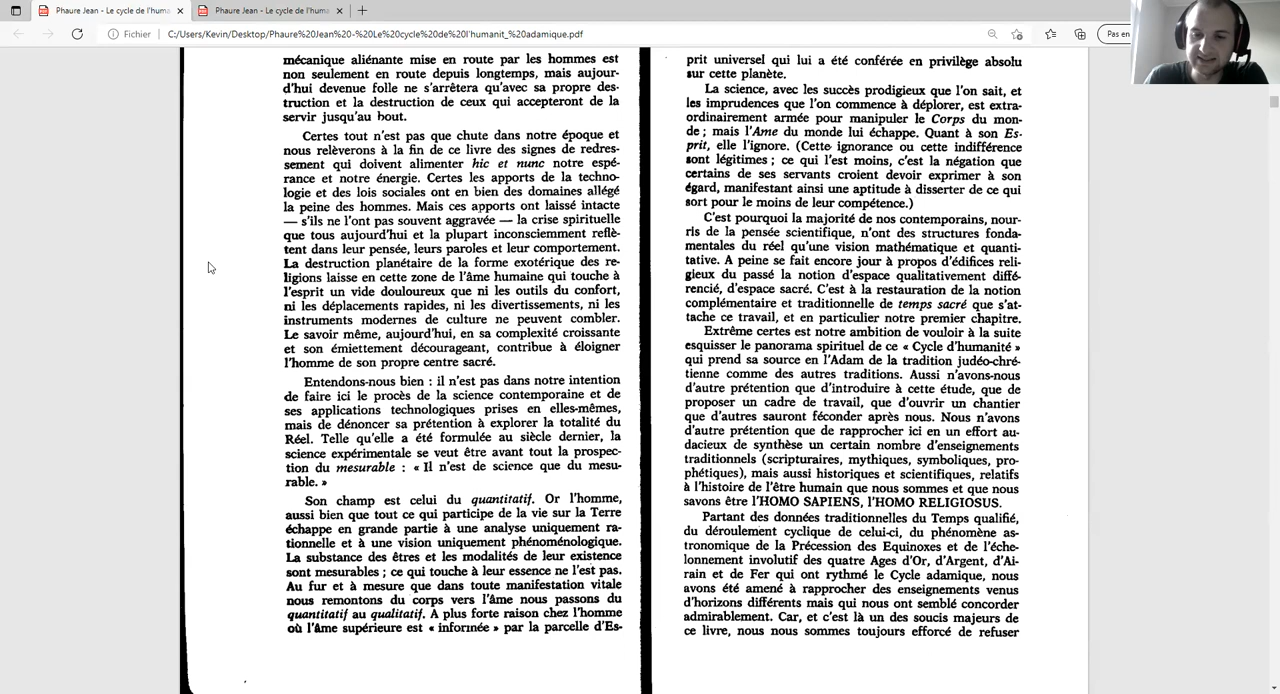 Phaure Jean - Le cycle de l'huma
Phaure Jean - Le cycle de l'huma
Fichier
C:/Users/Kevin/Desktop/Phaure%20Jean%20-%20Le%20cycle%20de%20l'humanit_%20adamique.pdf
Pas en
mécanique aliénante mise en route par les hommes est
non seulement en route depuis longtemps, mais aujour-
d'hui devenue folle ne s'arrêtera qu'avec sa propre des-
truction et la destruction de ceux qui accepteront de la
servir jusqu'au bout.
Certes tout n'est pas que chute dans notre époque et
nous relèverons à la fin de ce livre des signes de redres-
sement qui doivent alimenter hic et nunc notre espé-
rance et notre énergie. Certes les apports de la techno-
logie et des lois sociales ont en bien des domaines allégé
la peine des hommes. Mais ces apports ont laissé intacte
— s'ils ne l'ont pas souvent aggravée — la crise spirituelle
que tous aujourd'hui et la plupart inconsciemment reflè-
tent dans leur pensée, leurs paroles et leur comportement.
La destruction planétaire de la forme exotérique des re-
ligions laisse en cette zone de l'âme humaine qui touche à
l'esprit un vide douloureux que ni les outils du confort,
ni les déplacements rapides, ni les divertissements, ni les
instruments modernes de culture ne peuvent combler.
Le savoir même, aujourd'hui, en sa complexité croissante
et son émiettement décourageant, contribue à éloigner
l'homme de son propre centre sacré.
Entendons-nous bien : il n'est pas dans notre intention
de faire ici le procès de la science contemporaine et de
ses applications technologiques prises en elles-mêmes,
mais de dénoncer sa prétention à explorer la totalité du
Réel. Telle qu'elle a été formulée au siècle dernier, la
science expérimentale se veut être avant tout la prospec-
tion du mesurable : « Il n'est de science que du mesu-
rable. »
Son champ est celui du quantitatif. Or l'homme,
aussi bien que tout ce qui participe de la vie sur la Terre
échappe en grande partie à une analyse uniquement ra-
tionnelle et à une vision uniquement phénoménologique.
La substance des êtres et les modalités de leur existence
sont mesurables ; ce qui touche à leur essence ne l'est pas.
Au fur et à mesure que dans toute manifestation vitale
nous remontons du corps vers l'âme nous passons du
quantitatif au qualitatif. A plus forte raison chez l'homme
où l'âme supérieure est « informée » par la parcelle d'Es-
prit universel qui lui a été conférée en privilège absolu
sur cette planète.
La science, avec les succès prodigieux que l'on sait, et
les imprudences que l'on commence à déplorer, est extra-
ordinairement armée pour manipuler le Corps du mon-
de ; mais l'Ame du monde lui échappe. Quant à son Es-
prit, elle l'ignore. (Cette ignorance ou cette indifférence
sont légitimes ; ce qui l'est moins, c'est la négation que
certains de ses servants croient devoir exprimer à son
égard, manifestant ainsi une aptitude à disserter de ce qui
sort pour le moins de leur compétence.)
C'est pourquoi la majorité de nos contemporains, nour-
ris de la pensée scientifique, n'ont des structures fonda-
mentales du réel qu'une vision mathématique et quanti-
tative. A peine se fait encore jour à propos d'édifices reli-
gieux du passé la notion d'espace qualitativement diffé-
rencié, d'espace sacré. C'est à la restauration de la notion
complémentaire et traditionnelle de temps sacré que s'at-
tache ce travail, et en particulier notre premier chapitre.
Extrême certes est notre ambition de vouloir à la suite
esquisser le panorama spirituel de ce « Cycle d'humanité »
qui prend sa source en l'Adam de la tradition judéo-chré-
tienne comme des autres traditions. Aussi n'avons-nous
d'autre prétention que d'introduire à cette étude, que de
proposer un cadre de travail, que d'ouvrir un chantier
que d'autres sauront féconder après nous. Nous n'avons
d'autre prétention que de rapprocher ici en un effort au-
dacieux de synthèse un certain nombre d'enseignements
traditionnels (scripturaires, mythiques, symboliques, pro-
phétiques), mais aussi historiques et scientifiques, relatifs
à l'histoire de l'être humain que nous sommes et que nous
savons être l'HOMO SAPIENS, l'HOMO RELIGIOSUS.
Partant des données traditionnelles du Temps qualifié,
du déroulement cyclique de celui-ci, du phénomène as-
tronomique de la Précession des Equinoxes et de l'éche-
lonnement involutif des quatre Ages d'Or, d'Argent, d'Ai-
rain et de Fer qui ont rythmé le Cycle adamique, nous
avons été amené à rapprocher des enseignements venus
d'horizons différents mais qui nous ont semblé concorder
admirablement. Car, et c'est là un des soucis majeurs de
ce livre, nous nous sommes toujours efforcé de refuser